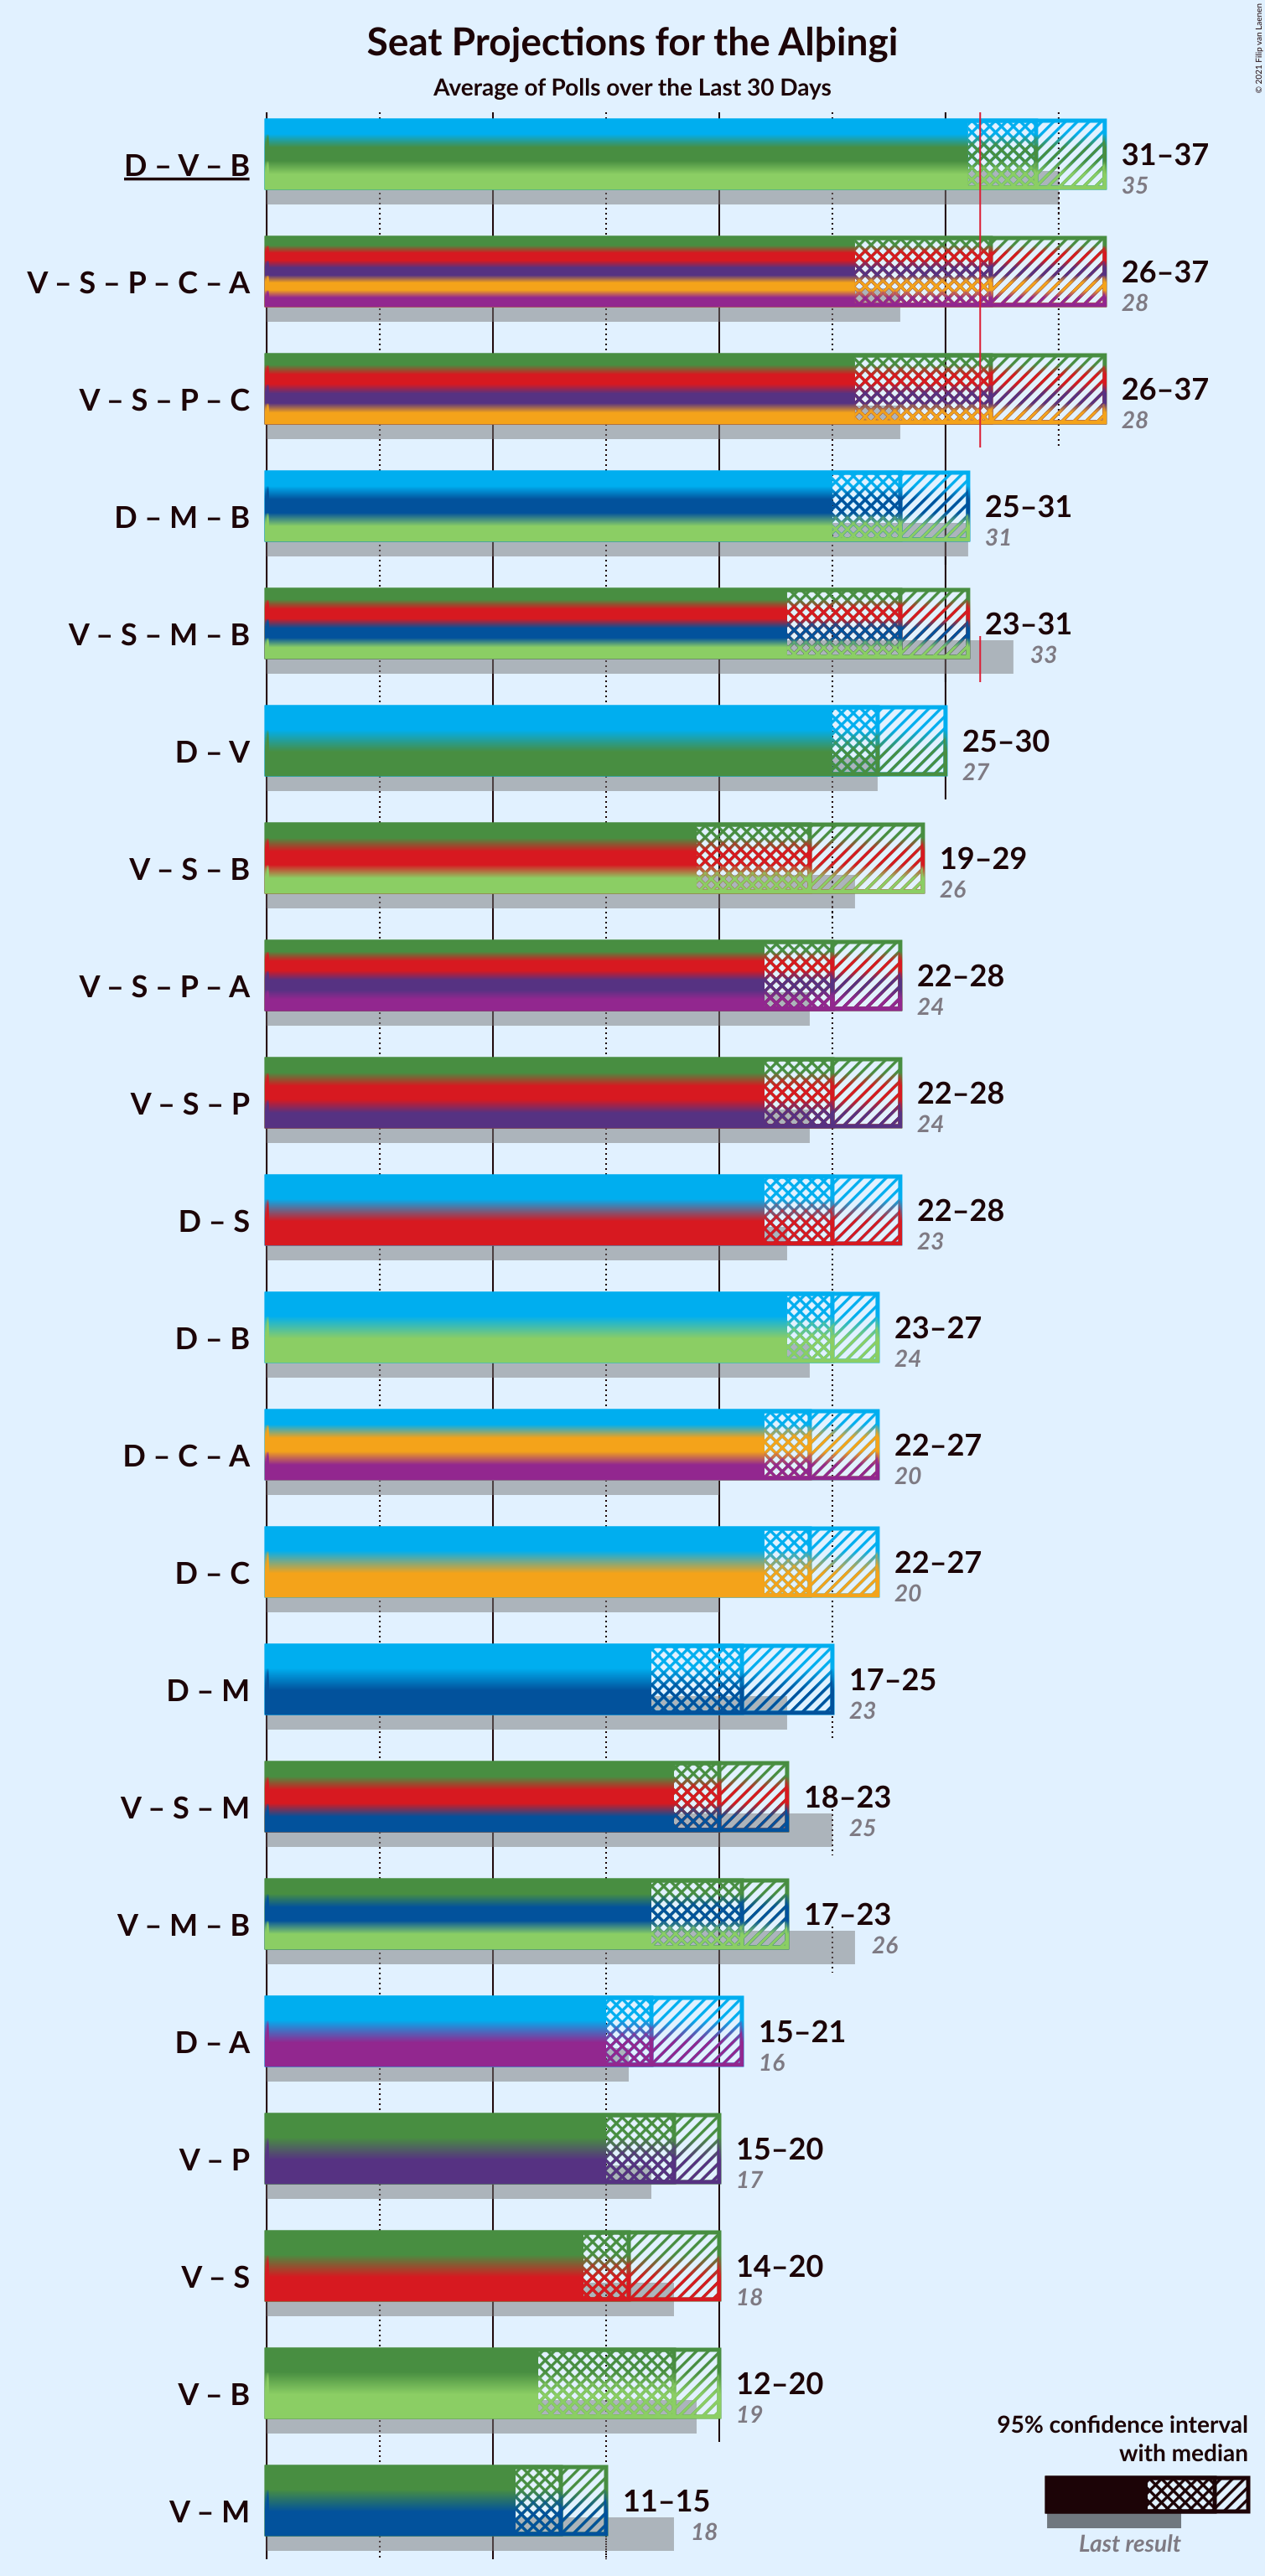 Seat Projections for the Alþingi
Average of Polls over the Last 30 Days
© 2021 Filip van Laenen
D – V – B
31–37
35
V – S – P – C – A
26–37
28
V – S – P – C
26–37
28
D – M – B
25–31
31
V – S – M – B
23–31
33
D – V
25–30
27
V – S – B
19–29
26
V – S – P – A
22–28
24
V – S – P
22–28
24
D – S
22–28
23
D – B
23–27
24
D – C – A
22–27
20
D – C
22–27
20
D – M
17–25
23
V – S – M
18–23
25
V – M – B
17–23
26
D – A
15–21
16
V – P
15–20
17
V – S
14–20
18
V – B
12–20
19
V – M
11–15
18
95% confidence interval
with median
Last result